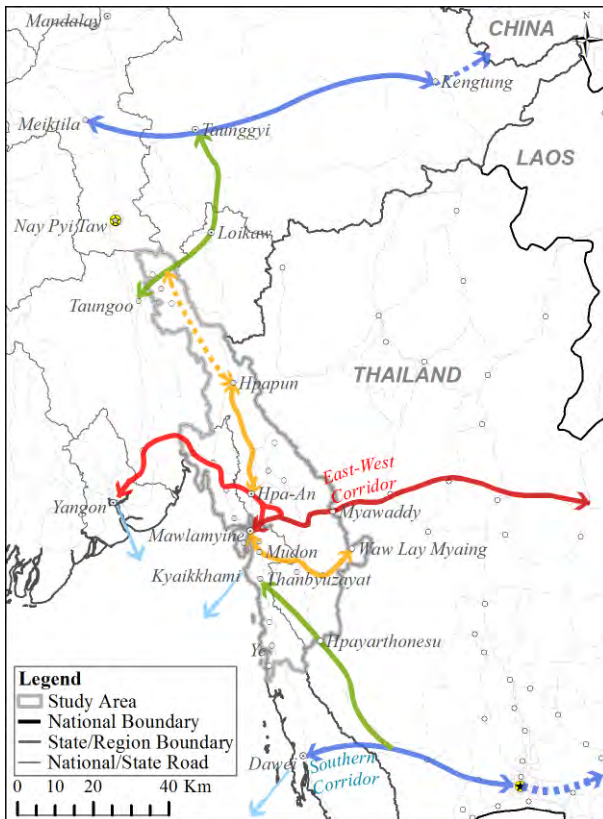 Mandalay
CHINA
N
Kengtung
Meiktila
Taunggyi
LAOS
Nay Pyi Taw
Loikaw
Taungoo
THAILAND
Hpapun
East-West
Corridor
Hpa-An
Yangon
Myawaddy
Mawlamyine
Mudon
Waw Lay Myaing
Kyaikkhami
Thanbyuzayat
Hpayarthonesu
Ye
Legend
Study Area
National Boundary
State/Region Boundary
National/State Road
Dawei
Southern
Corridor
0 10 20 40 Km